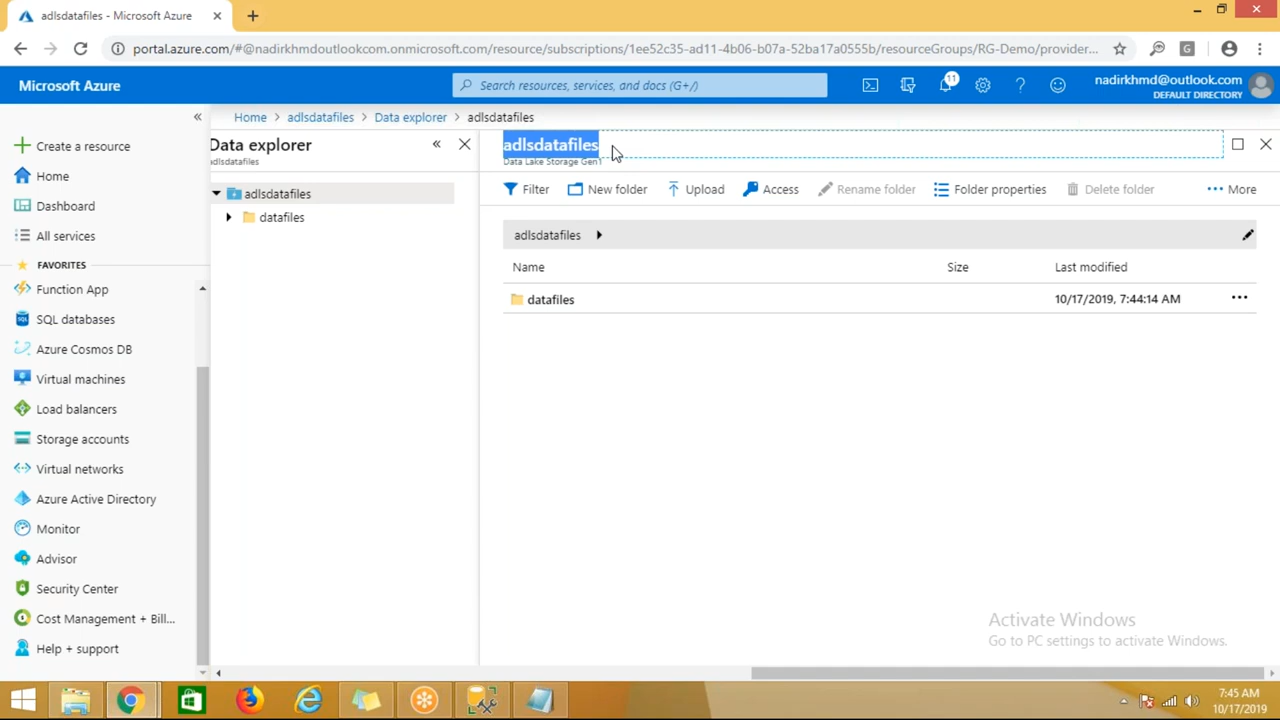 adlsdatafiles - Microsoft Azure
portal.azure.com/#@nadirkhmdoutlookcom.onmicrosoft.com/resource/subscriptions/1ee52c35-ad11-4b06-b07a-52ba17a0555b/resourceGroups/RG-Demo/provider...
Microsoft Azure
Search resources, services, and docs (G+/)
11
nadirkhmd@outlook.com
DEFAULT DIRECTORY
Home
adlsdatafiles
Data explorer
adlsdatafiles
Create a resource
Home
Dashboard
All services
FAVORITES
Function App
SQL databases
Azure Cosmos DB
Virtual machines
Load balancers
Storage accounts
Virtual networks
Azure Active Directory
Monitor
Advisor
Security Center
Cost Management + Bill...
Help + support
Data explorer
adlsdatafiles
adlsdatafiles
datafiles
adlsdatafiles
Data Lake Storage Gen1
Filter
New folder
Upload
Access
Rename folder
Folder properties
Delete folder
More
adlsdatafiles
Name Size Last modified
datafiles 10/17/2019, 7:44:14 AM
Activate Windows
Go to PC settings to activate Windows.
7:45 AM
10/17/2019